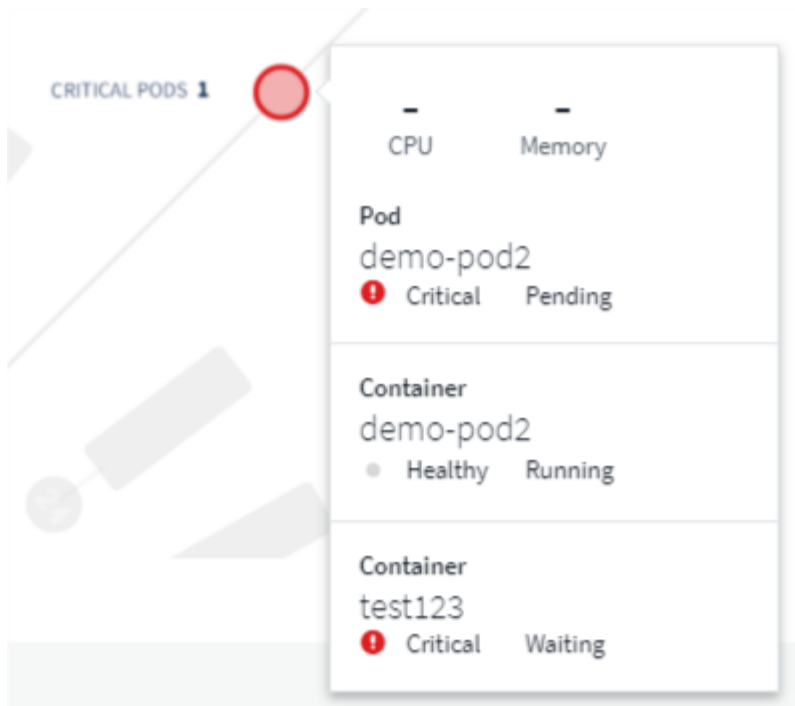 CRITICAL PODS 1
- -
CPU Memory
Pod
demo-pod2
Critical Pending
Container
demo-pod2
Healthy Running
Container
test123
Critical Waiting